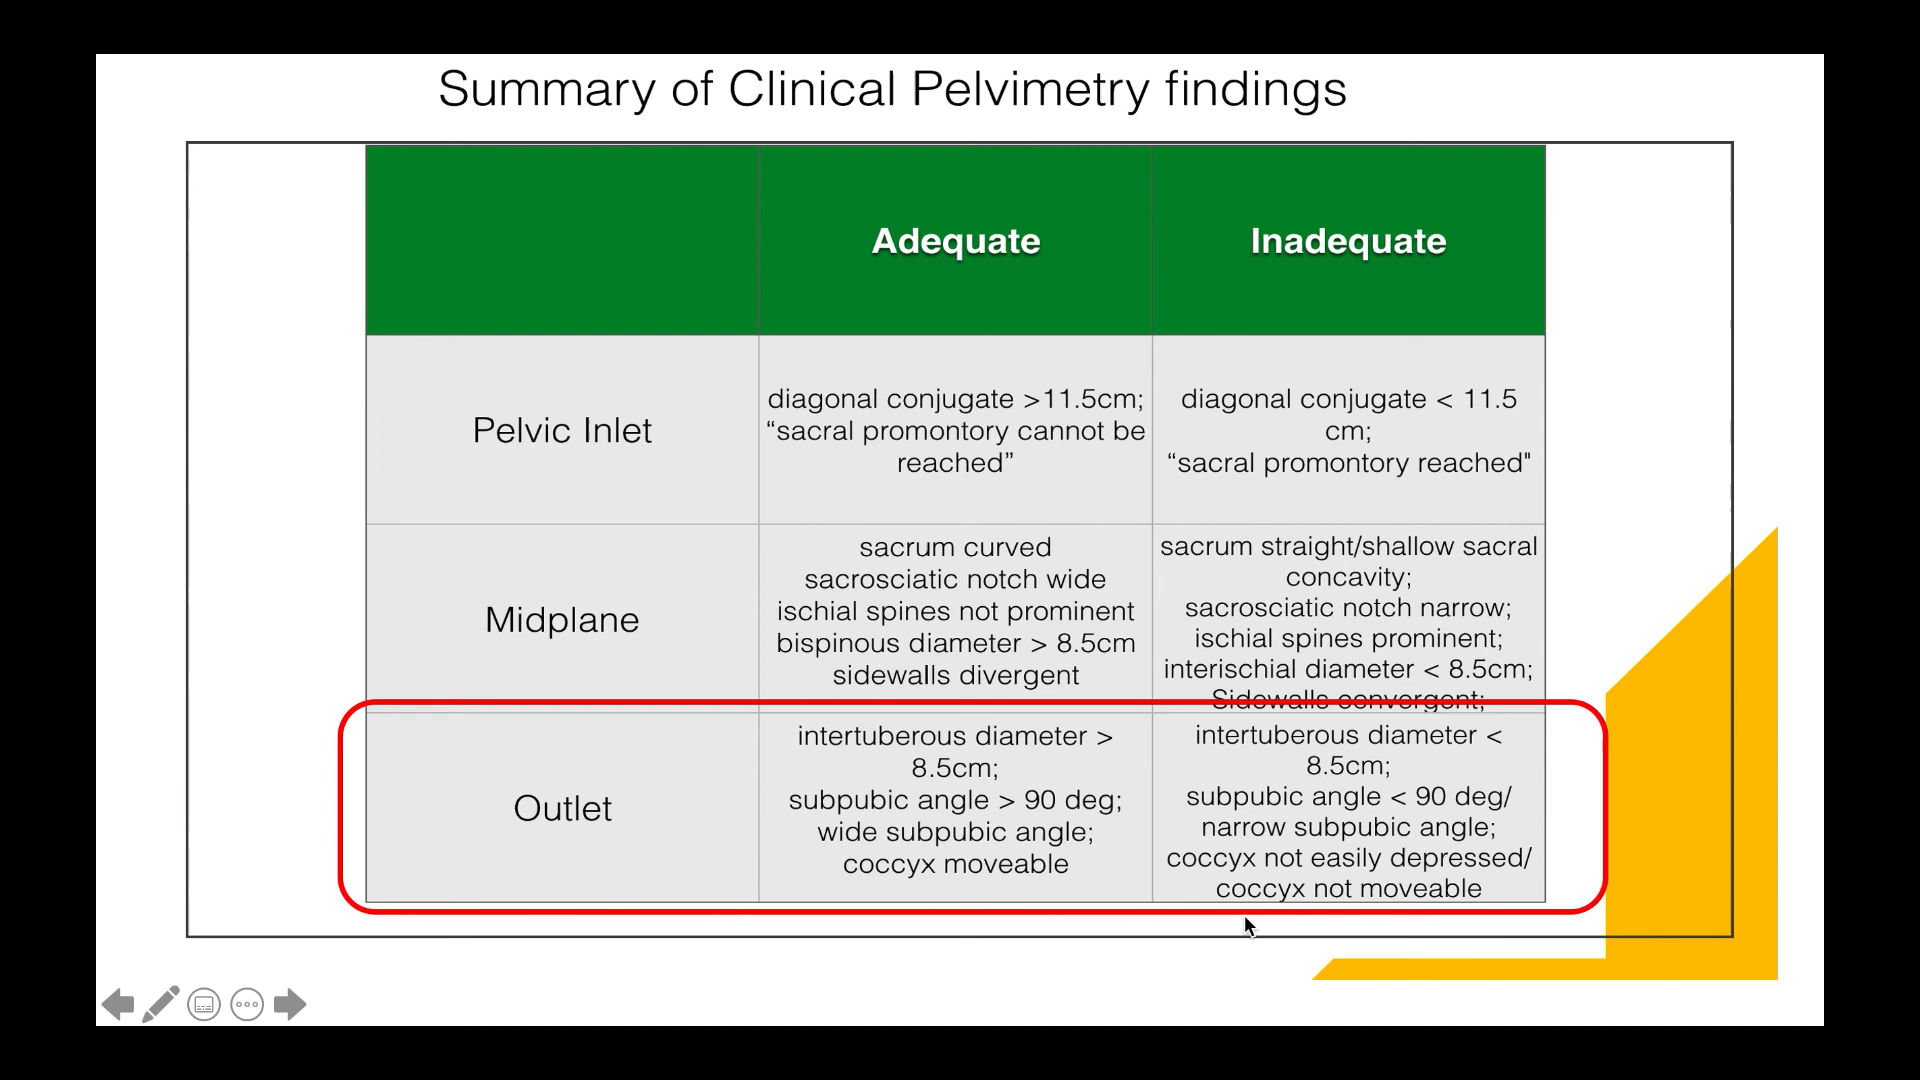 Summary of Clinical Pelvimetry findings
Adequate
Inadequate
Pelvic Inlet
diagonal conjugate >11.5cm;
“sacral promontory cannot be
reached”
diagonal conjugate < 11.5
cm;
“sacral promontory reached"
Midplane
sacrum curved
sacrosciatic notch wide
ischial spines not prominent
bispinous diameter > 8.5cm
sidewalls divergent
sacrum straight/shallow sacral
concavity;
sacrosciatic notch narrow;
ischial spines prominent;
interischial diameter < 8.5cm;
Sidewalls convergent;
Outlet
intertuberous diameter >
8.5cm;
subpubic angle > 90 deg;
wide subpubic angle;
coccyx moveable
intertuberous diameter <
8.5cm;
subpubic angle < 90 deg/
narrow subpubic angle;
coccyx not easily depressed/
coccyx not moveable